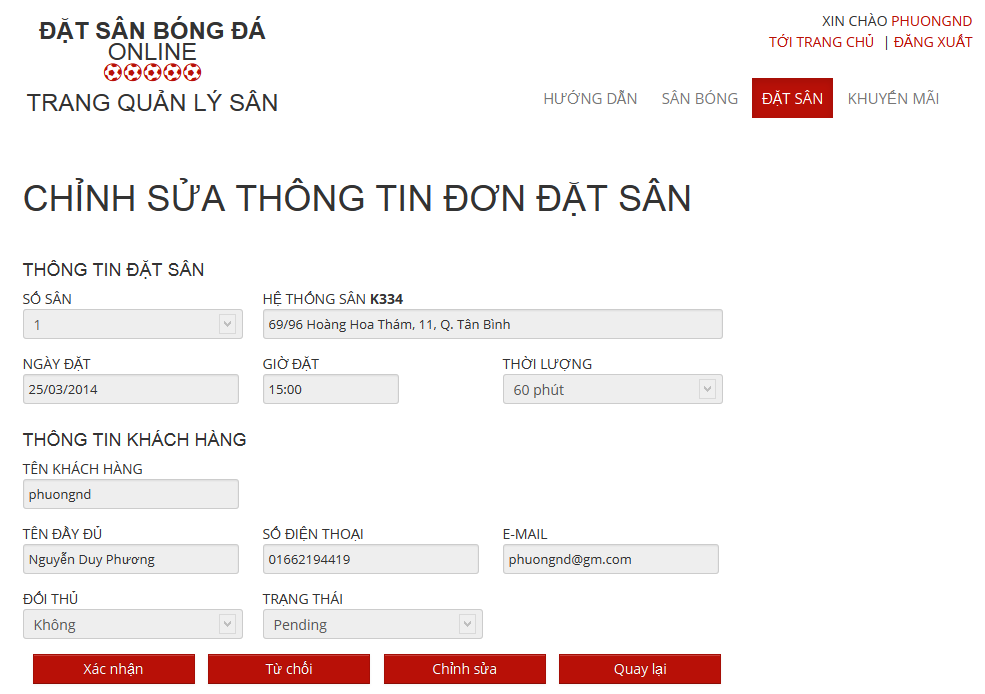 ĐẶT SÂN BÓNG ĐÁ
ONLINE
TRANG QUẢN LÝ SÂN
XIN CHÀO PHUONGND
TỚI TRANG CHỦ | ĐĂNG XUẤT
HƯỚNG DẪN SÂN BÓNG ĐẶT SÂN KHUYẾN MÃI
CHỈNH SỬA THÔNG TIN ĐƠN ĐẶT SÂN
THÔNG TIN ĐẶT SÂN
SỐ SÂN HỆ THỐNG SÂN K334
1 69/96 Hoàng Hoa Thám, 11, Q. Tân Bình
NGÀY ĐẶT GIỜ ĐẶT THỜI LƯỢNG
25/03/2014 15:00 60 phút
THÔNG TIN KHÁCH HÀNG
TÊN KHÁCH HÀNG
phuongnd
TÊN ĐẦY ĐỦ SỐ ĐIỆN THOẠI E-MAIL
Nguyễn Duy Phương 01662194419 phuongnd@gm.com
ĐỐI THỦ TRẠNG THÁI
Không Pending
Xác nhận Từ chối Chỉnh sửa Quay lại